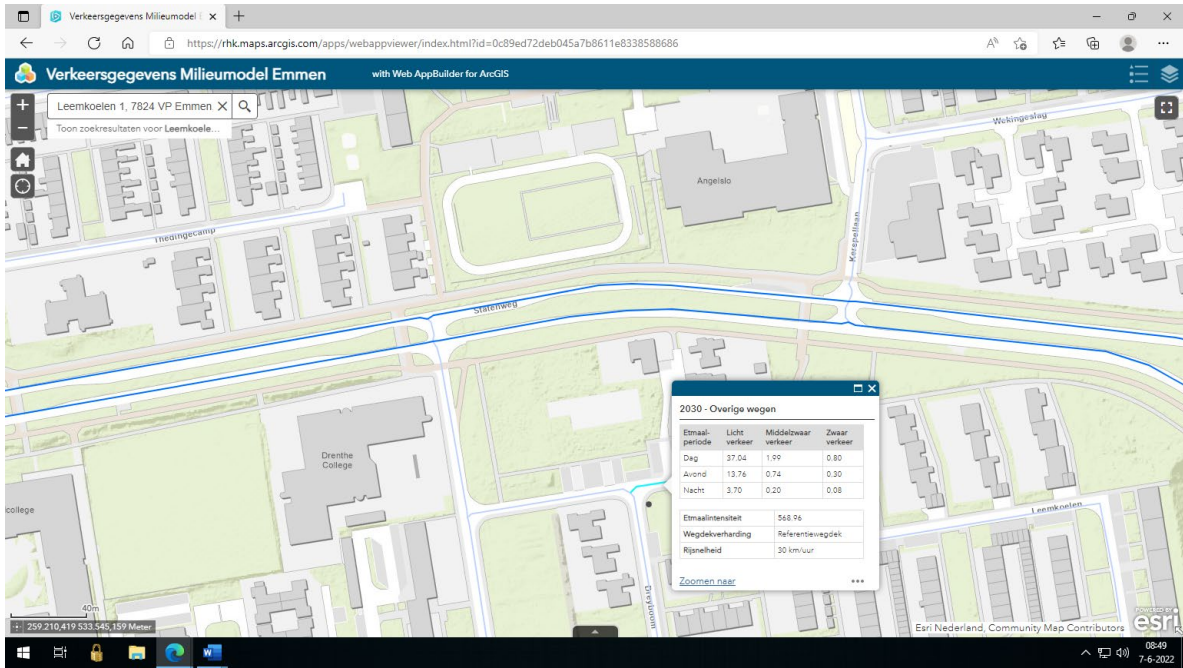 Verkeersgegevens Milieumodel E
https://rhk.maps.arcgis.com/apps/webappviewer/index.html?id=0c89ed72deb045a7b8611e8338588686
Verkeersgegevens Milieumodel Emmen
with Web AppBuilder for ArcGIS
Leemkoelen 1, 7824 VP Emmen
Toon zoekresultaten voor Leemkoele...
Wekingeslag
Angelslo
Thedingecamp
Kerspellaan
Statenweg
2030 - Overige wegen
Etmaal-periode Licht verkeer Middelzwaar verkeer Zwaar verkeer
Dag 37.04 1.99 0.80
Avond 13.76 0.74 0.30
Nacht 3.70 0.20 0.08
Drenthe
College
college
Leemkoelen
Etmaalintensiteit 568.96
Wegdekverharding Referentiewegdek
Rijsnelheid 30 km/uur
Zoomen naar
40m
259.210,419 533.545,159 Meter
Esri Nederland, Community Map Contributors
POWERED BY
esri
08:49
7-6-2022